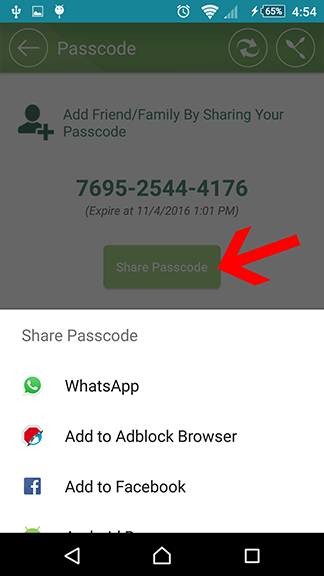 65% 4:54
Passcode
Add Friend/Family By Sharing Your
Passcode
7695-2544-4176
(Expire at 11/4/2016 1:01 PM)
Share Passcode
Share Passcode
WhatsApp
Add to Adblock Browser
Add to Facebook